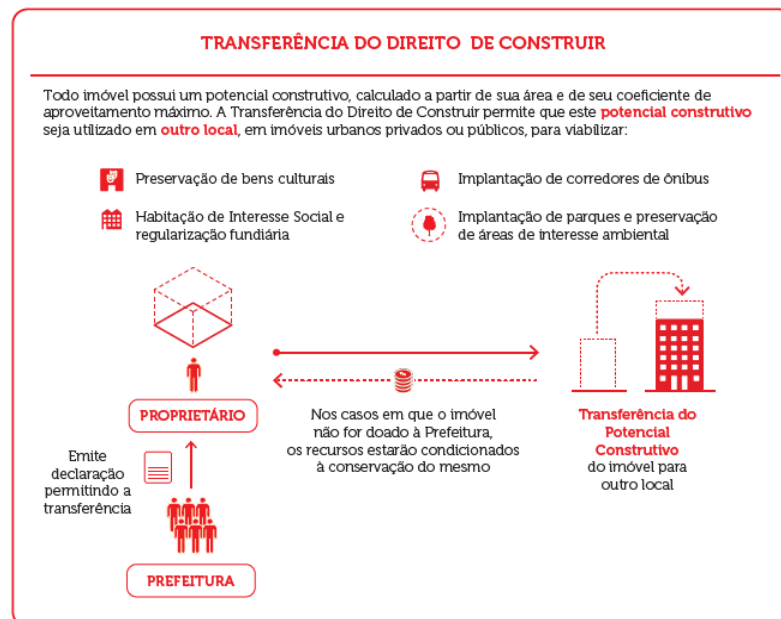 TRANSFERÊNCIA DO DIREITO DE CONSTRUIR
Todo imóvel possui um potencial construtivo, calculado a partir de sua área e de seu coeficiente de
aproveitamento máximo. A Transferência do Direito de Construir permite que este potencial construtivo
seja utilizado em outro local, em imóveis urbanos privados ou públicos, para viabilizar:
Preservação de bens culturais
Implantação de corredores de ônibus
Habitação de Interesse Social e
regularização fundiária
Implantação de parques e preservação
de áreas de interesse ambiental
PROPRIETÁRIO
Emite
declaração
permitindo a
transferência
PREFEITURA
Nos casos em que o imóvel
não for doado à Prefeitura,
os recursos estarão condicionados
à conservação do mesmo
Transferência do
Potencial
Construtivo
do imóvel para
outro local